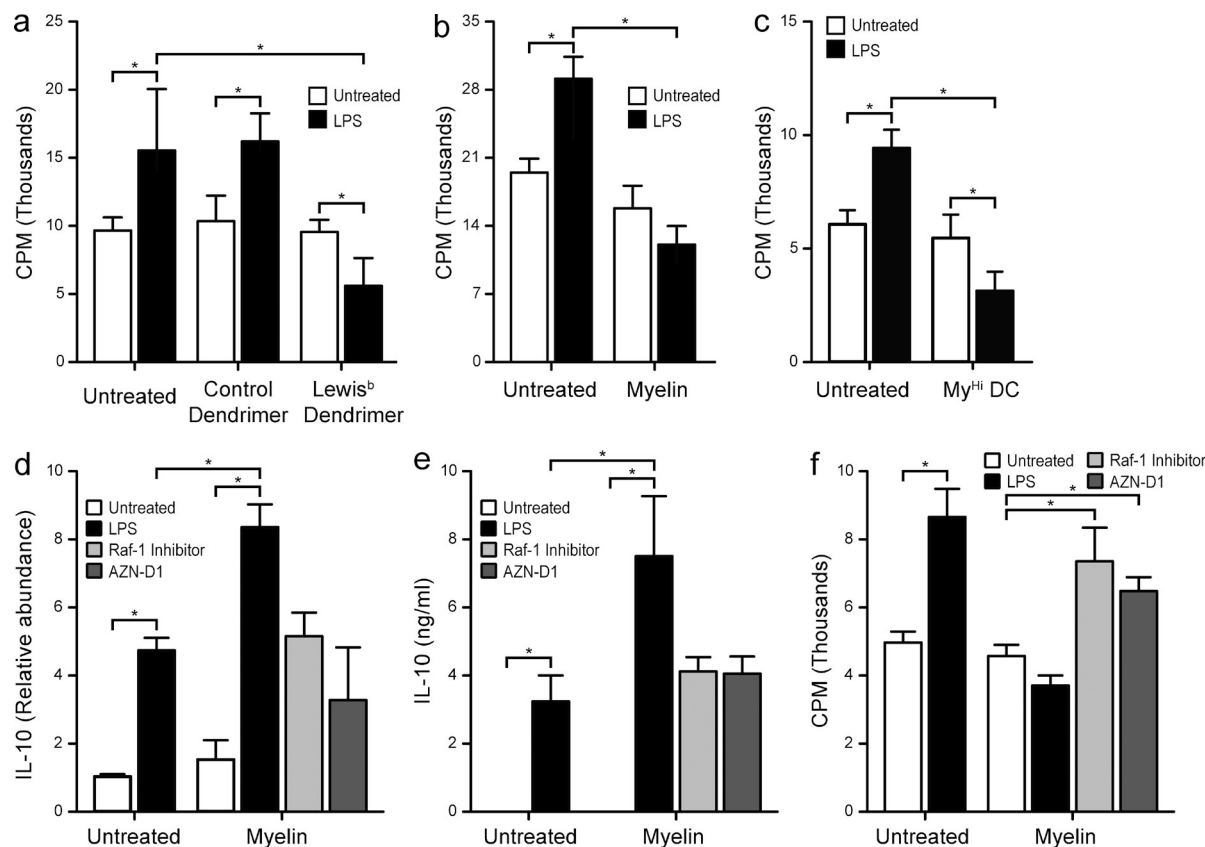 a
*
*
*
*
Untreated
LPS
CPM (Thousands)
25
20
15
10
5
0
Untreated
Control Dendrimer
Lewisᵇ Dendrimer
b
*
*
Untreated
LPS
CPM (Thousands)
35
28
21
14
7
0
Untreated
Myelin
c
Untreated
LPS
*
*
*
CPM (Thousands)
15
10
5
0
Untreated
Myᴴⁱ DC
d
*
*
*
Untreated
LPS
Raf-1 Inhibitor
AZN-D1
IL-10 (Relative abundance)
10
8
6
4
2
0
Untreated
Myelin
e
*
*
*
Untreated
LPS
Raf-1 Inhibitor
AZN-D1
IL-10 (ng/ml)
10
8
6
4
2
0
Untreated
Myelin
f
Untreated
LPS
Raf-1 Inhibitor
AZN-D1
*
*
*
CPM (Thousands)
10
8
6
4
2
0
Untreated
Myelin